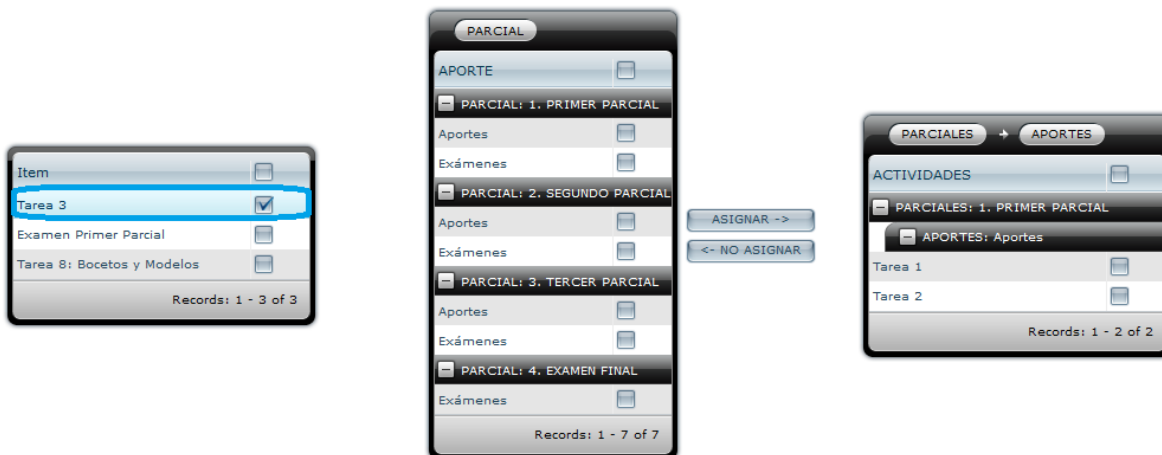 Item
Tarea 3
Examen Primer Parcial
Tarea 8: Bocetos y Modelos
Records: 1 - 3 of 3
PARCIAL
APORTE
PARCIAL: 1. PRIMER PARCIAL
Aportes
Exámenes
PARCIAL: 2. SEGUNDO PARCIAL
Aportes
Exámenes
PARCIAL: 3. TERCER PARCIAL
Aportes
Exámenes
PARCIAL: 4. EXAMEN FINAL
Exámenes
Records: 1 - 7 of 7
ASIGNAR ->
<- NO ASIGNAR
PARCIALES APORTES
ACTIVIDADES
PARCIALES: 1. PRIMER PARCIAL
APORTES: Aportes
Tarea 1
Tarea 2
Records: 1 - 2 of 2